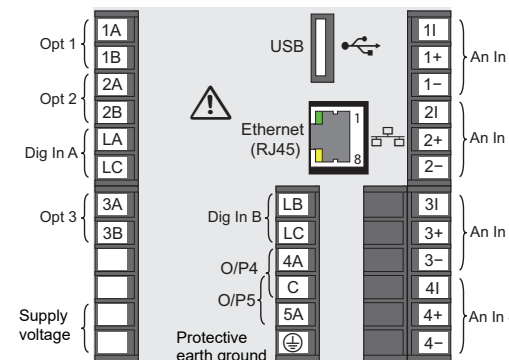 Opt 1
1A
1B
Opt 2
2A
2B
Dig In A
LA
LC
Opt 3
3A
3B
Supply
voltage
USB
Ethernet
(RJ45)
1
8
Dig In B
LB
LC
O/P4
4A
C
O/P5
5A
Protective
earth ground
1I
1+
1−
An In
2I
2+
2−
An In
3I
3+
3−
An In
4I
4+
4−
An In